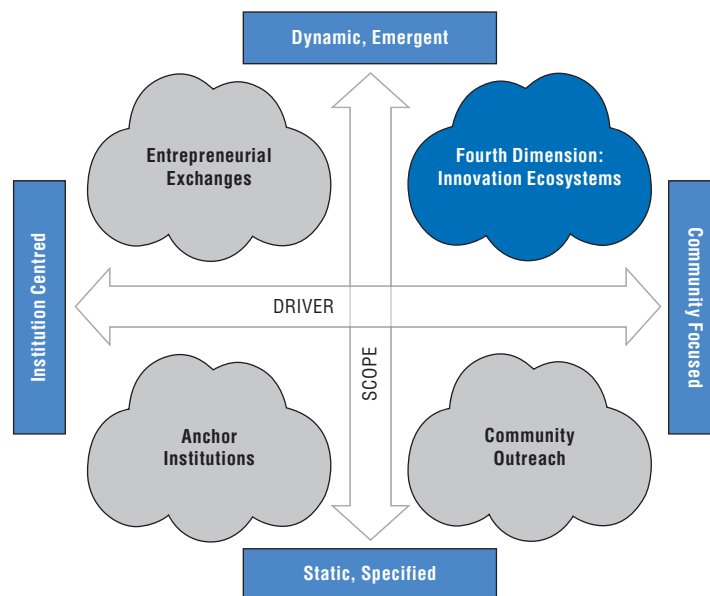 Dynamic, Emergent
Entrepreneurial
Exchanges
Fourth Dimension:
Innovation Ecosystems
Institution Centred
DRIVER
Community Focused
SCOPE
Anchor
Institutions
Community
Outreach
Static, Specified